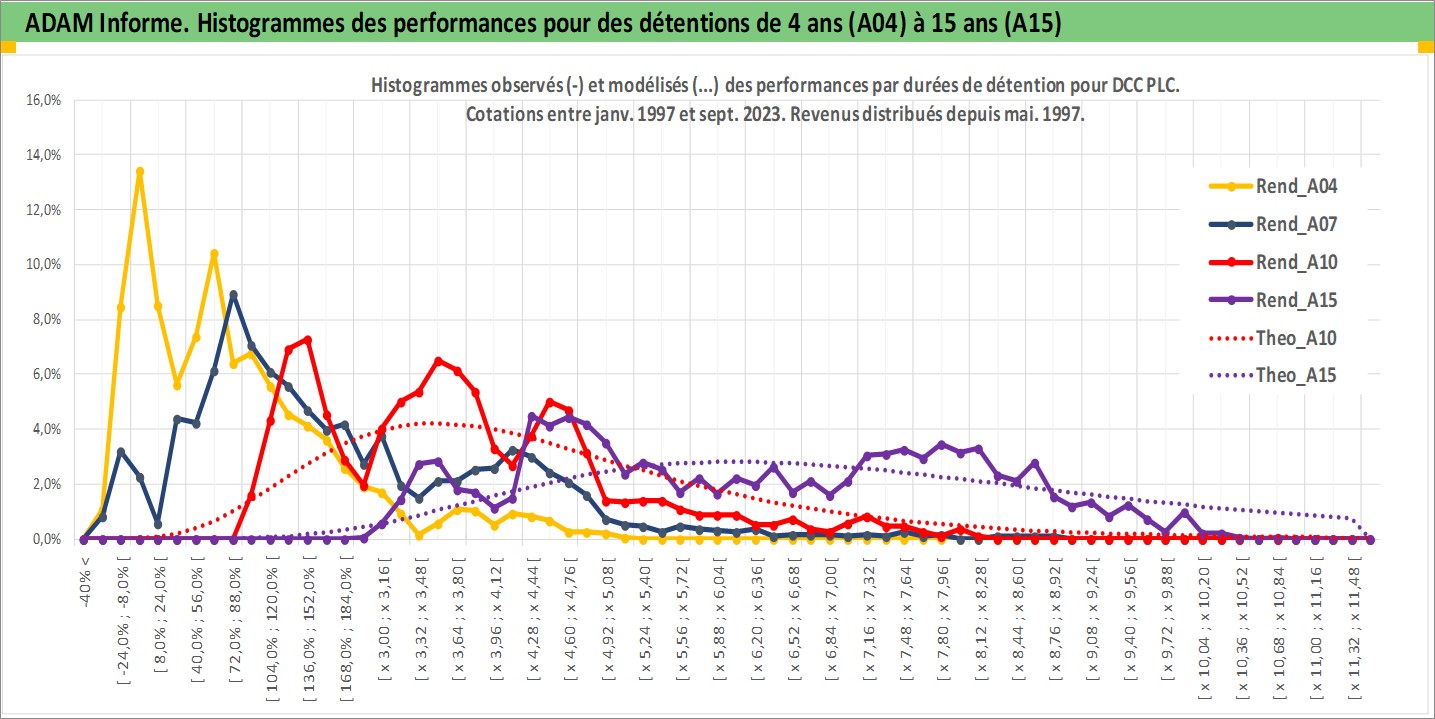 ADAM Informe. Histogrammes des performances pour des détentions de 4 ans (A04) à 15 ans (A15)
Histogrammes observés (-) et modélisés (...) des performances par durées de détention pour DCC PLC.
Cotations entre janv. 1997 et sept. 2023. Revenus distribués depuis mai. 1997.
16,0%
14,0%
12,0%
10,0%
8,0%
6,0%
4,0%
2,0%
0,0%
Rend_A04
Rend_A07
Rend_A10
Rend_A15
Theo_A10
Theo_A15
-40% <
[ -24,0% ; -8,0% [
[ 8,0% ; 24,0% [
[ 40,0% ; 56,0% [
[ 72,0% ; 88,0% [
[ 104,0% ; 120,0% [
[ 136,0% ; 152,0% [
[ 168,0% ; 184,0% [
[ x 3,00 ; x 3,16 [
[ x 3,32 ; x 3,48 [
[ x 3,64 ; x 3,80 [
[ x 3,96 ; x 4,12 [
[ x 4,28 ; x 4,44 [
[ x 4,60 ; x 4,76 [
[ x 4,92 ; x 5,08 [
[ x 5,24 ; x 5,40 [
[ x 5,56 ; x 5,72 [
[ x 5,88 ; x 6,04 [
[ x 6,20 ; x 6,36 [
[ x 6,52 ; x 6,68 [
[ x 6,84 ; x 7,00 [
[ x 7,16 ; x 7,32 [
[ x 7,48 ; x 7,64 [
[ x 7,80 ; x 7,96 [
[ x 8,12 ; x 8,28 [
[ x 8,44 ; x 8,60 [
[ x 8,76 ; x 8,92 [
[ x 9,08 ; x 9,24 [
[ x 9,40 ; x 9,56 [
[ x 9,72 ; x 9,88 [
[ x 10,04 ; x 10,20 [
[ x 10,36 ; x 10,52 [
[ x 10,68 ; x 10,84 [
[ x 11,00 ; x 11,16 [
[ x 11,32 ; x 11,48 [